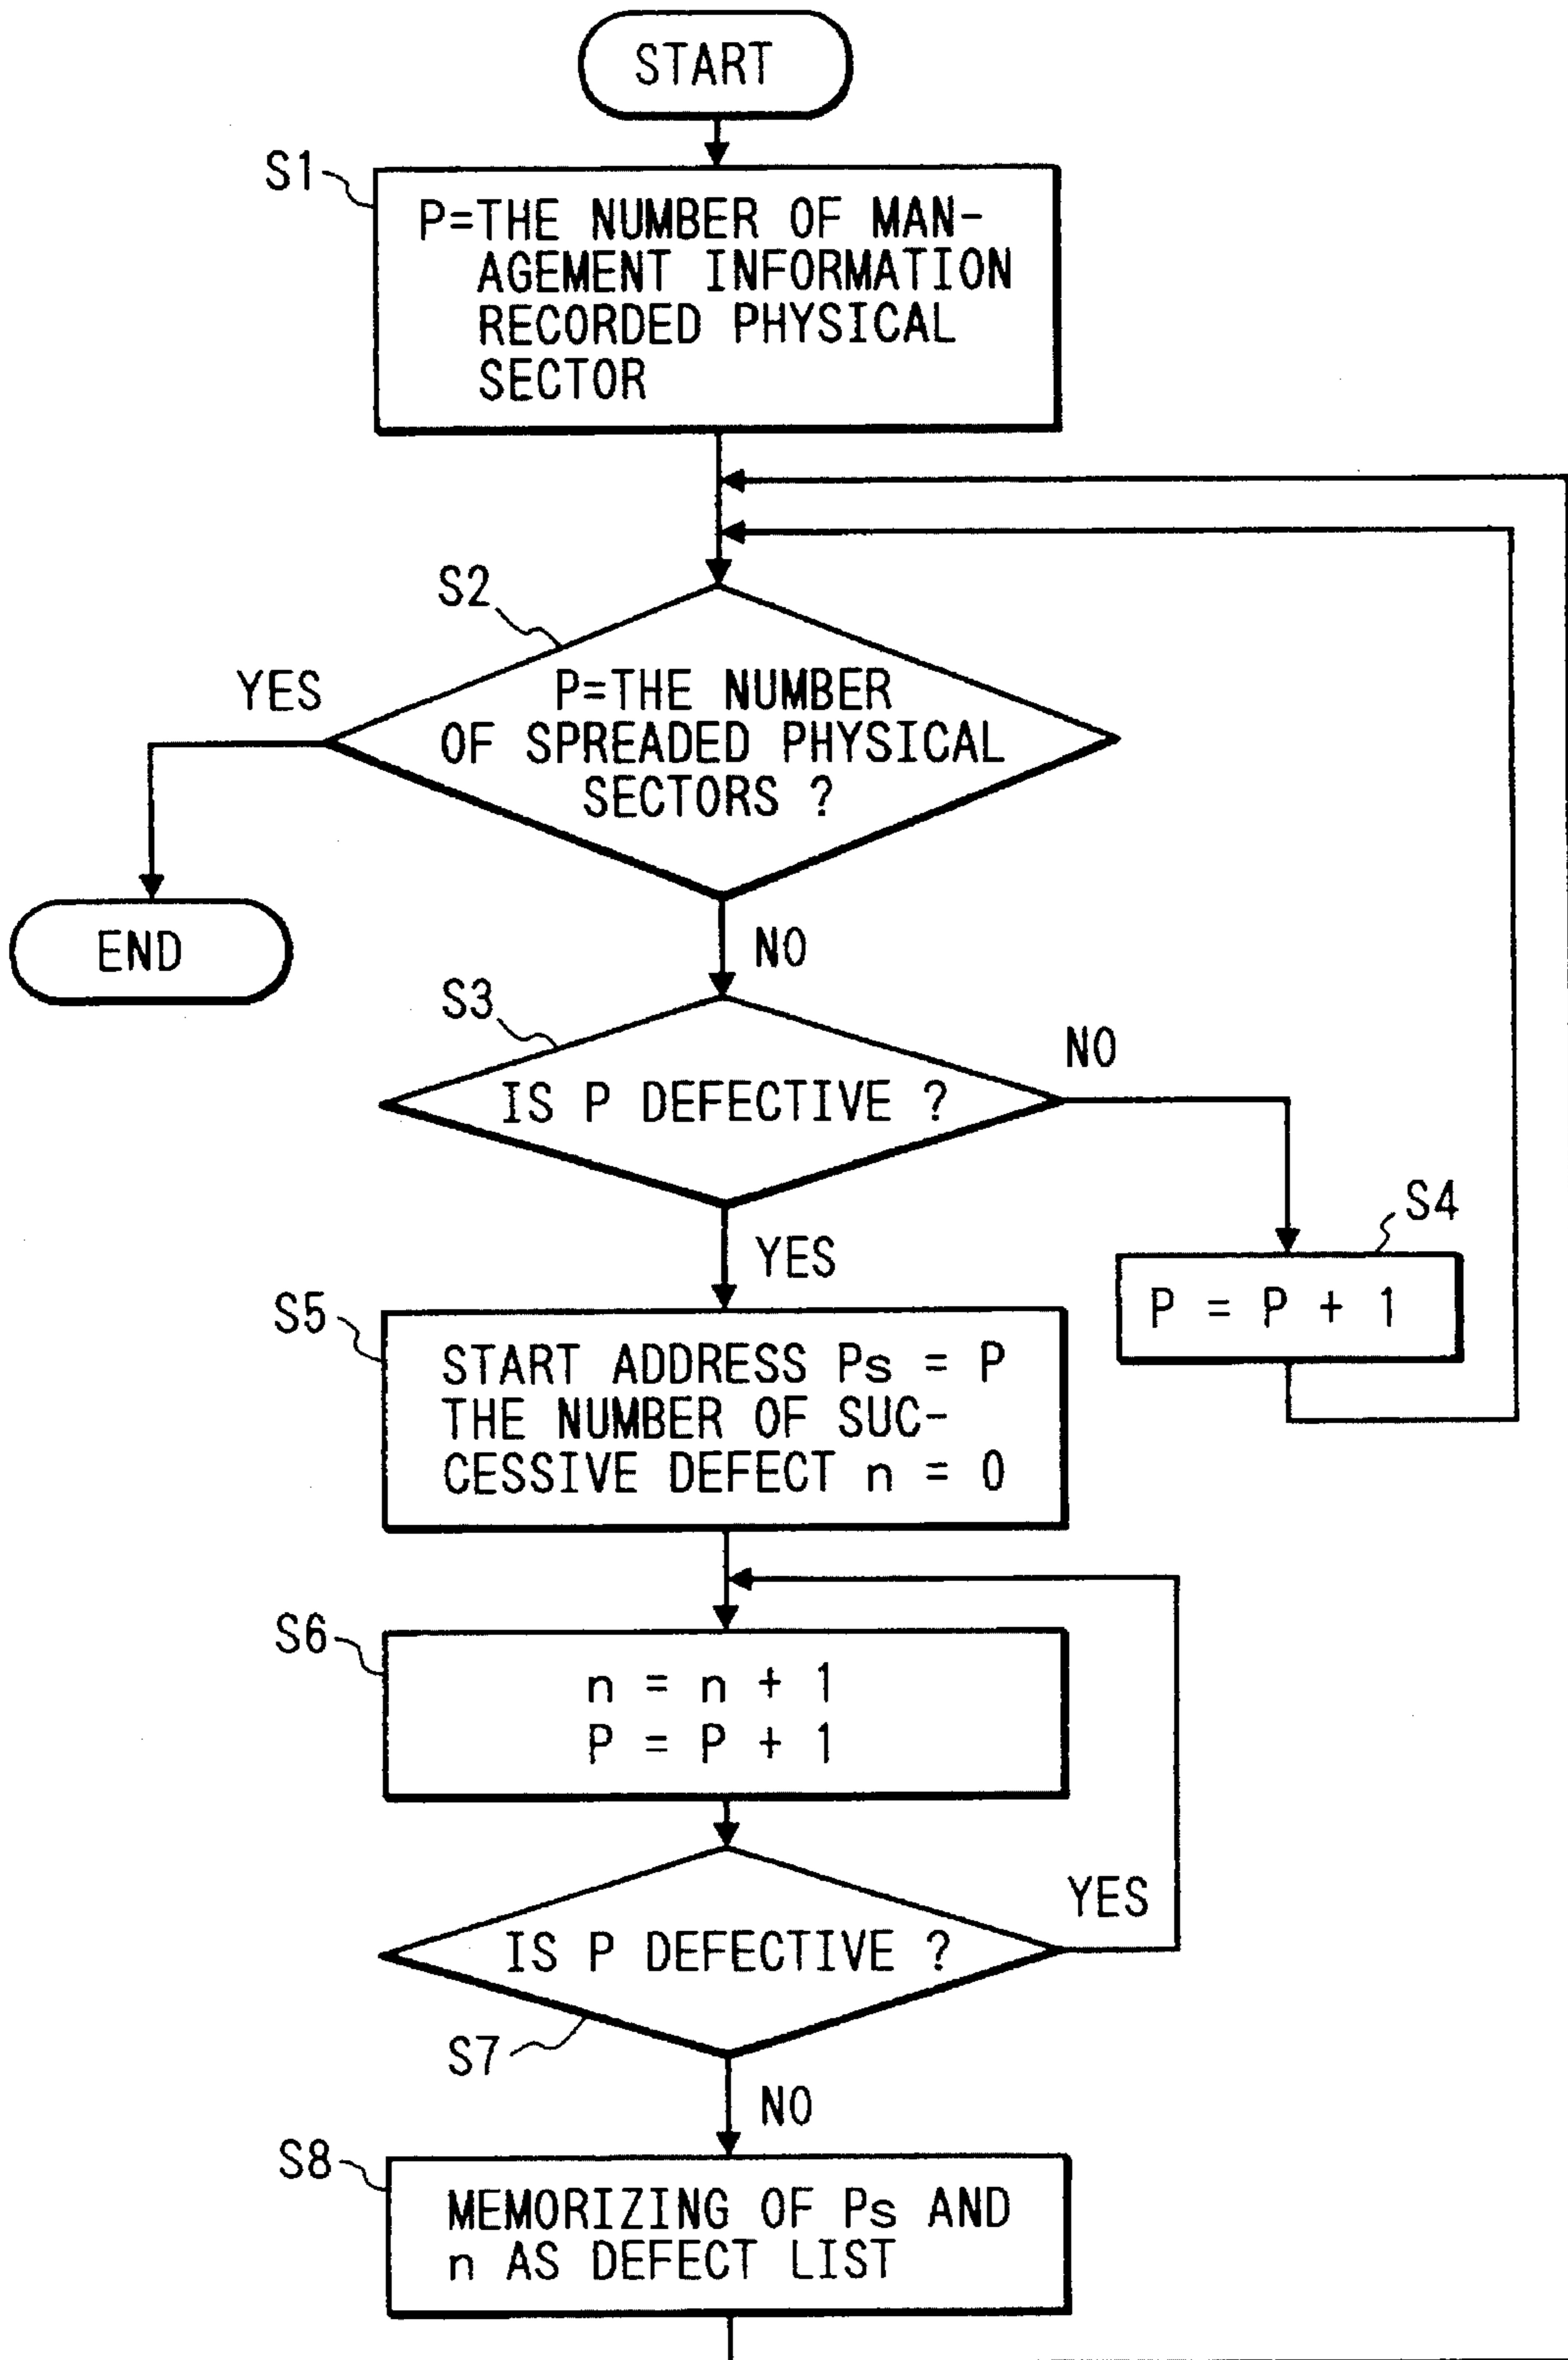 START
S1
P=THE NUMBER OF MAN-
AGEMENT INFORMATION
RECORDED PHYSICAL
SECTOR
S2
YES
P=THE NUMBER
OF SPREADED PHYSICAL
SECTORS ?
END
NO
S3
NO
IS P DEFECTIVE ?
S4
YES
P = P + 1
S5
START ADDRESS Ps = P
THE NUMBER OF SUC-
CESSIVE DEFECT n = 0
S6
n = n + 1
P = P + 1
YES
IS P DEFECTIVE ?
S7
NO
S8
MEMORIZING OF Ps AND
n AS DEFECT LIST